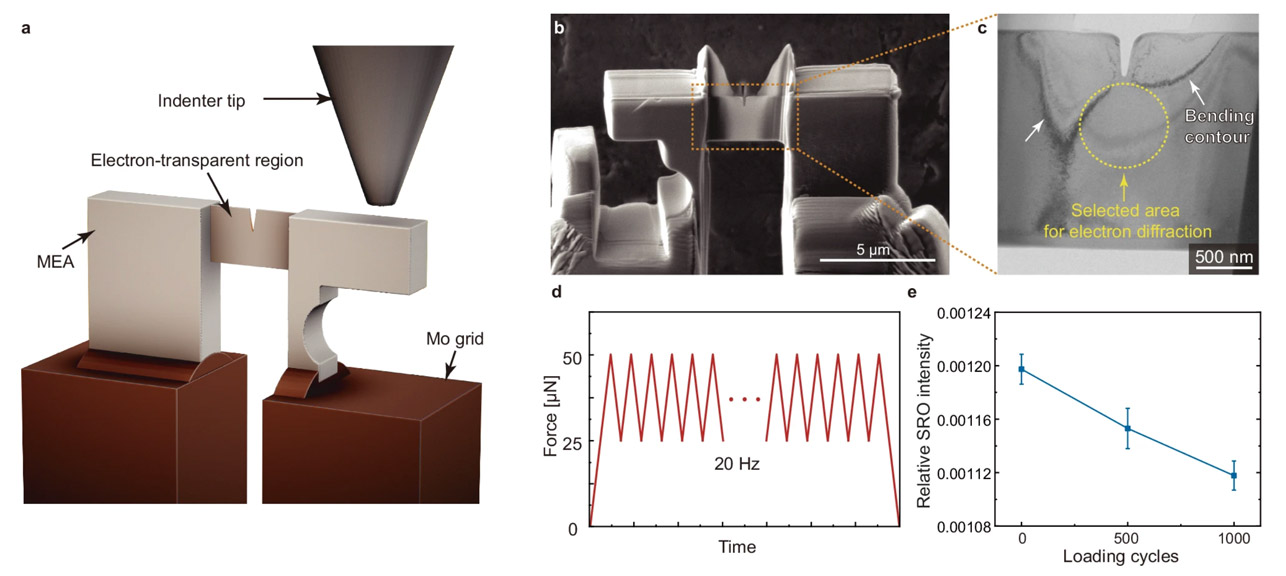 a
Indenter tip
Electron-transparent region
MEA
Mo grid
b
5 µm
c
Bending
contour
Selected area
for electron diffraction
500 nm
d
Force [µN]
50
25
0
20 Hz
Time
e
Relative SRO intensity
0.00124
0.00120
0.00116
0.00112
0.00108
0
500
1000
Loading cycles